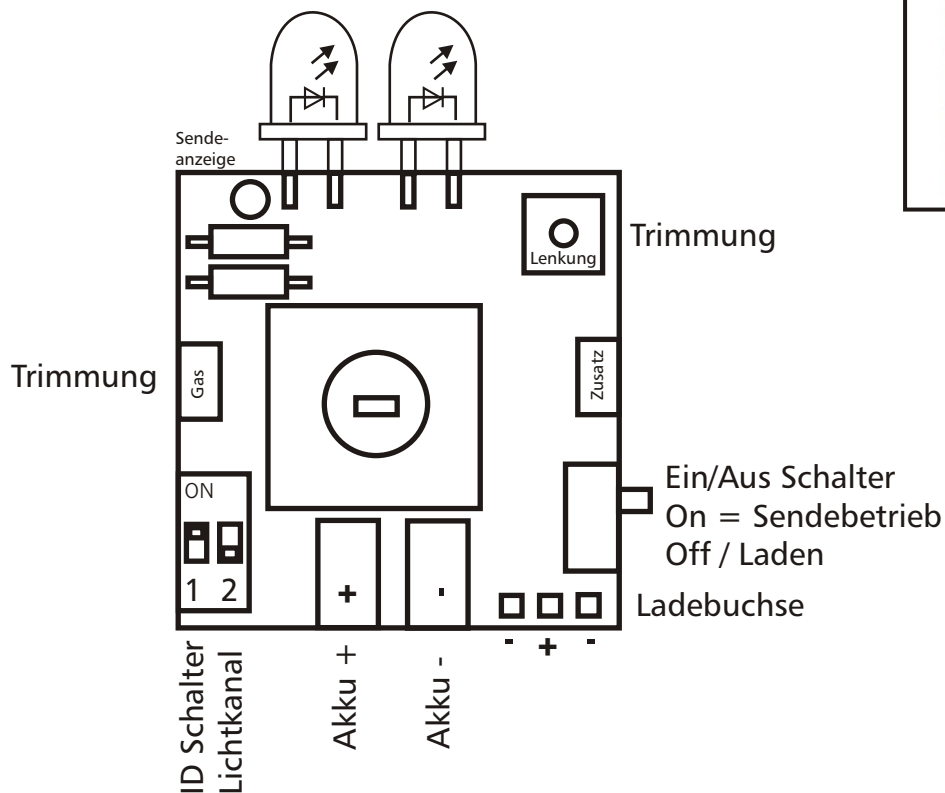 Sende-
anzeige
Lenkung
Trimmung
Trimmung
Gas
Zusatz
ON
1 2
+
-
Ein/Aus Schalter
On = Sendebetrieb
Off / Laden
Ladebuchse
- + -
ID Schalter
Lichtkanal
Akku +
Akku -